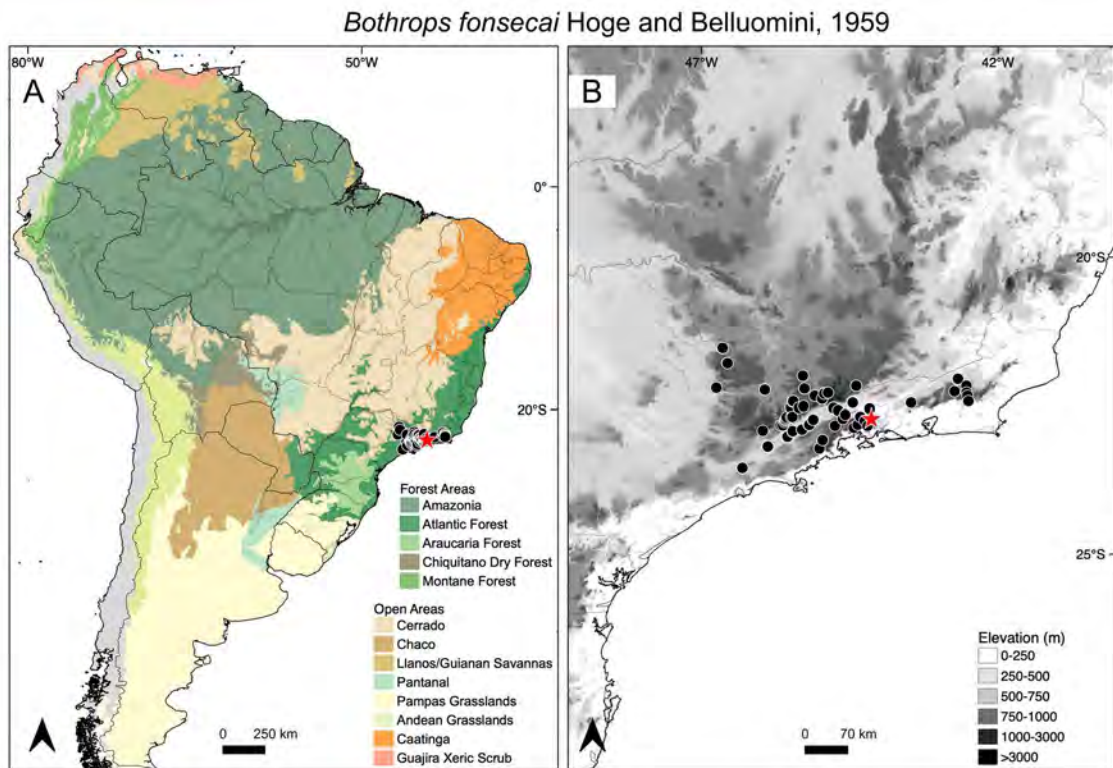 Bothrops fonsecai Hoge and Belluomini, 1959
80°W
50°W
A
0°
20°S
Forest Areas
Amazonia
Atlantic Forest
Araucaria Forest
Chiquitano Dry Forest
Montane Forest
Open Areas
Cerrado
Chaco
Llanos/Guianan Savannas
Pantanal
Pampas Grasslands
Andean Grasslands
Caatinga
Guajira Xeric Scrub
0 250 km
47°W
42°W
B
20°S
25°S
Elevation (m)
0-250
250-500
500-750
750-1000
1000-3000
>3000
0 70 km